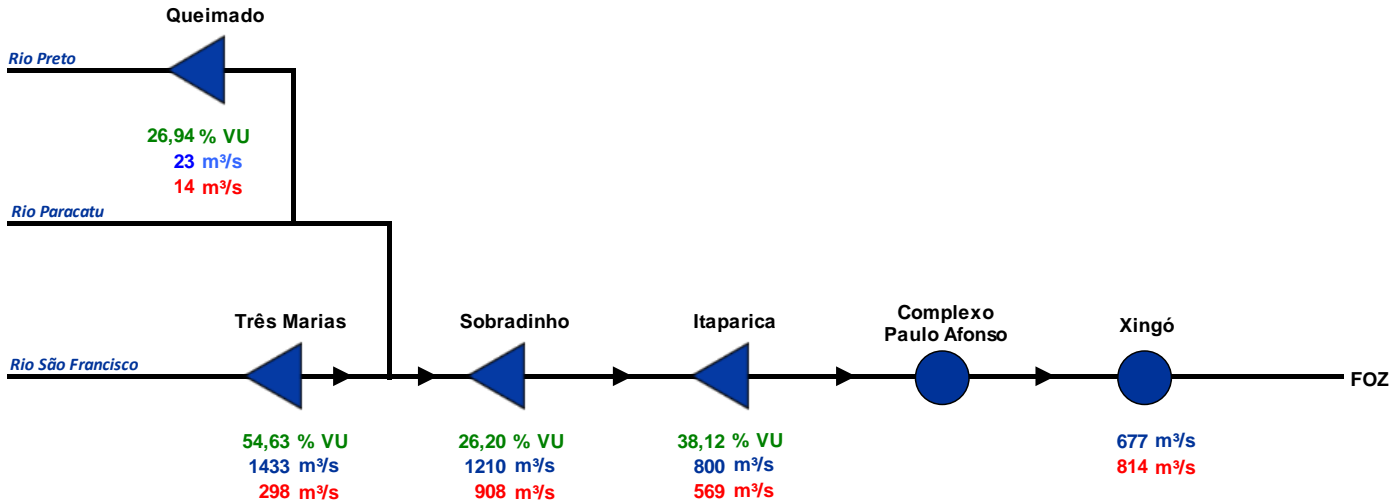 Queimado
Rio Preto
26,94 % VU
23 m³/s
14 m³/s
Rio Paracatu
Três Marias
Sobradinho
Itaparica
Complexo
Paulo Afonso
Xingó
Rio São Francisco
FOZ
54,63 % VU
1433 m³/s
298 m³/s
26,20 % VU
1210 m³/s
908 m³/s
38,12 % VU
800 m³/s
569 m³/s
677 m³/s
814 m³/s